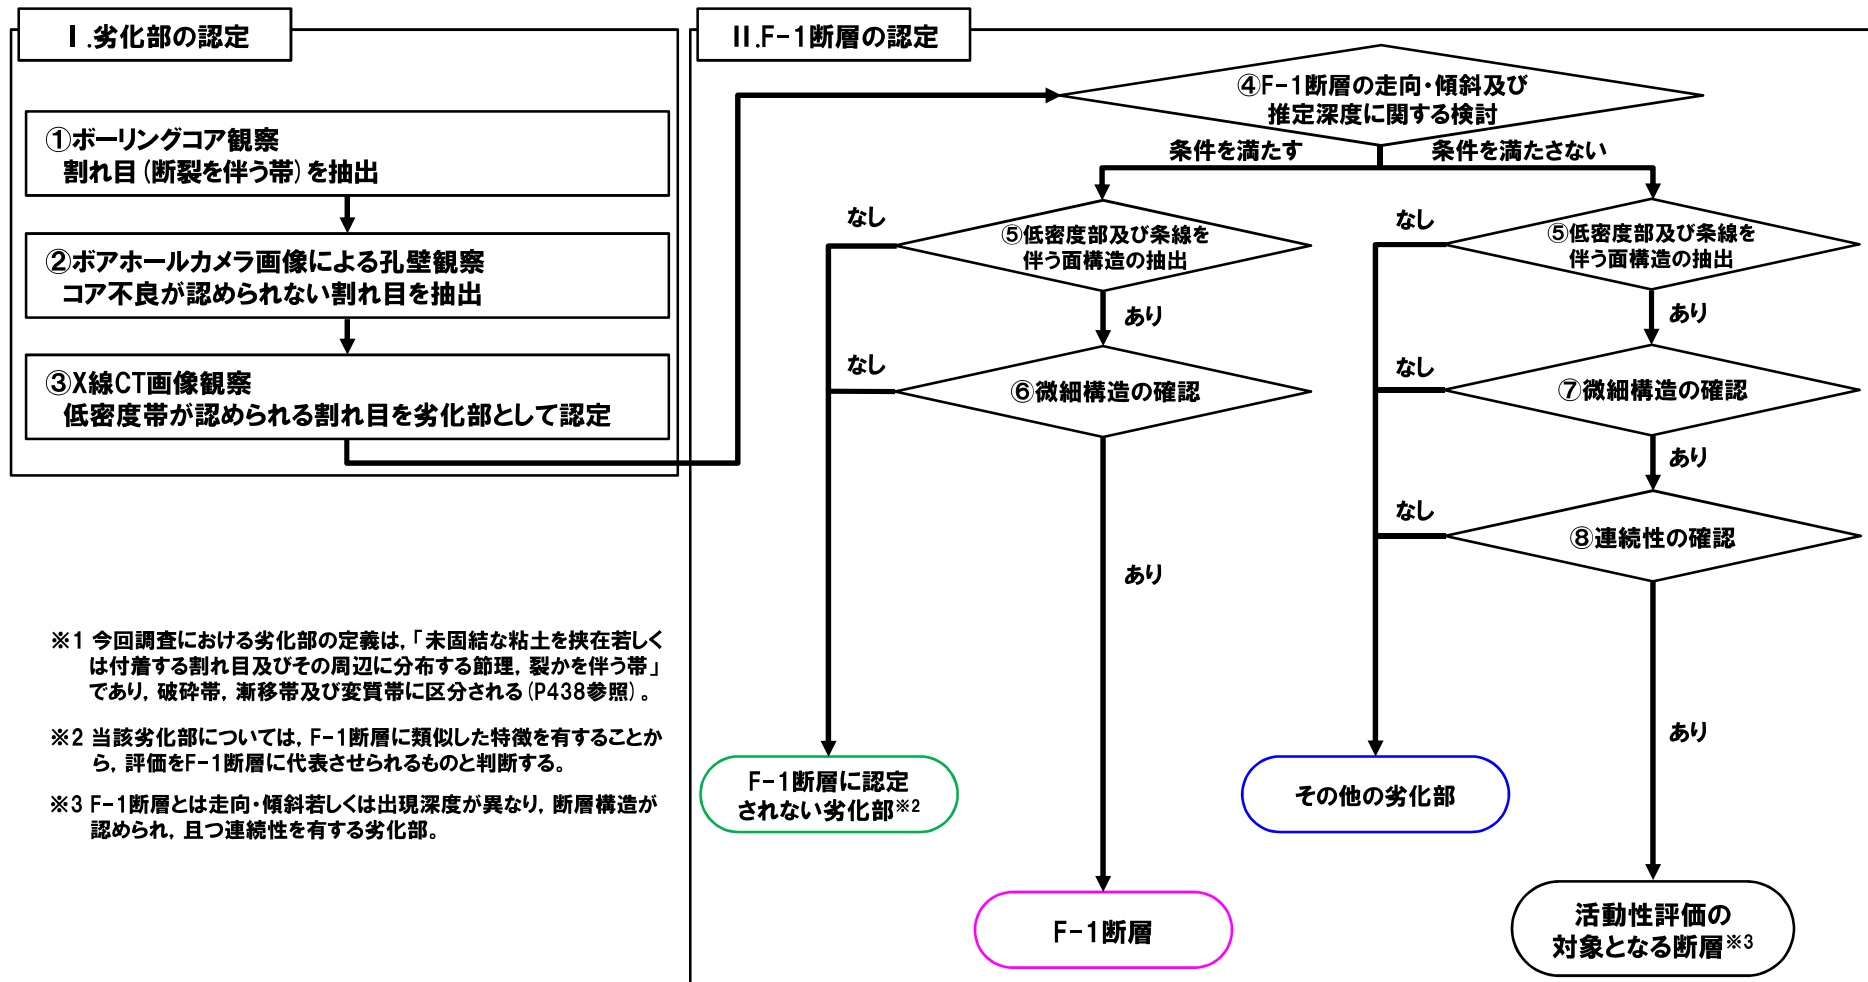 Ⅰ.劣化部の認定
①ボーリングコア観察
割れ目(断裂を伴う帯)を抽出
②ボアホールカメラ画像による孔壁観察
コア不良が認められない割れ目を抽出
③X線CT画像観察
低密度帯が認められる割れ目を劣化部として認定
※1 今回調査における劣化部の定義は,「未固結な粘土を挟在若しく
は付着する割れ目及びその周辺に分布する節理,裂かを伴う帯」
であり,破砕帯,漸移帯及び変質帯に区分される(P438参照)。
※2 当該劣化部については,F-1断層に類似した特徴を有することか
ら,評価をF-1断層に代表させられるものと判断する。
※3 F-1断層とは走向・傾斜若しくは出現深度が異なり,断層構造が
認められ,且つ連続性を有する劣化部。
Ⅱ.F-1断層の認定
④F-1断層の走向・傾斜及び
推定深度に関する検討
条件を満たす
条件を満たさない
なし
⑤低密度部及び条線を
伴う面構造の抽出
あり
なし
⑥微細構造の確認
あり
F-1断層に認定
されない劣化部※2
F-1断層
なし
⑤低密度部及び条線を
伴う面構造の抽出
あり
なし
⑦微細構造の確認
あり
なし
⑧連続性の確認
あり
その他の劣化部
活動性評価の
対象となる断層※3